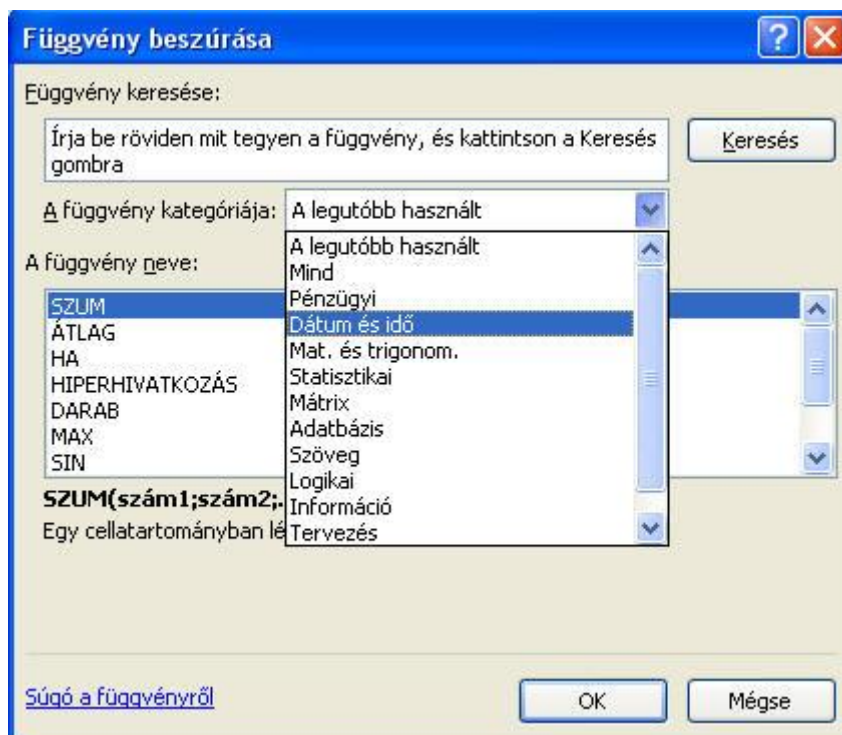 Függvény beszúrása
Függvény keresése:
Írja be röviden mit tegyen a függvény, és kattintson a Keresés
gombra
Keresés
A függvény kategóriája:
A legutóbb használt
A legutóbb használt
Mind
Pénzügyi
Dátum és idő
Mat. és trigonom.
Statisztikai
Mátrix
Adatbázis
Szöveg
Logikai
Információ
Tervezés
A függvény neve:
SZUM
ÁTLAG
HA
HIPERHIVATKOZÁS
DARAB
MAX
SIN
SZUM(szám1;szám2;.
Egy cellatartományban lé
Súgó a függvényről
OK
Mégse